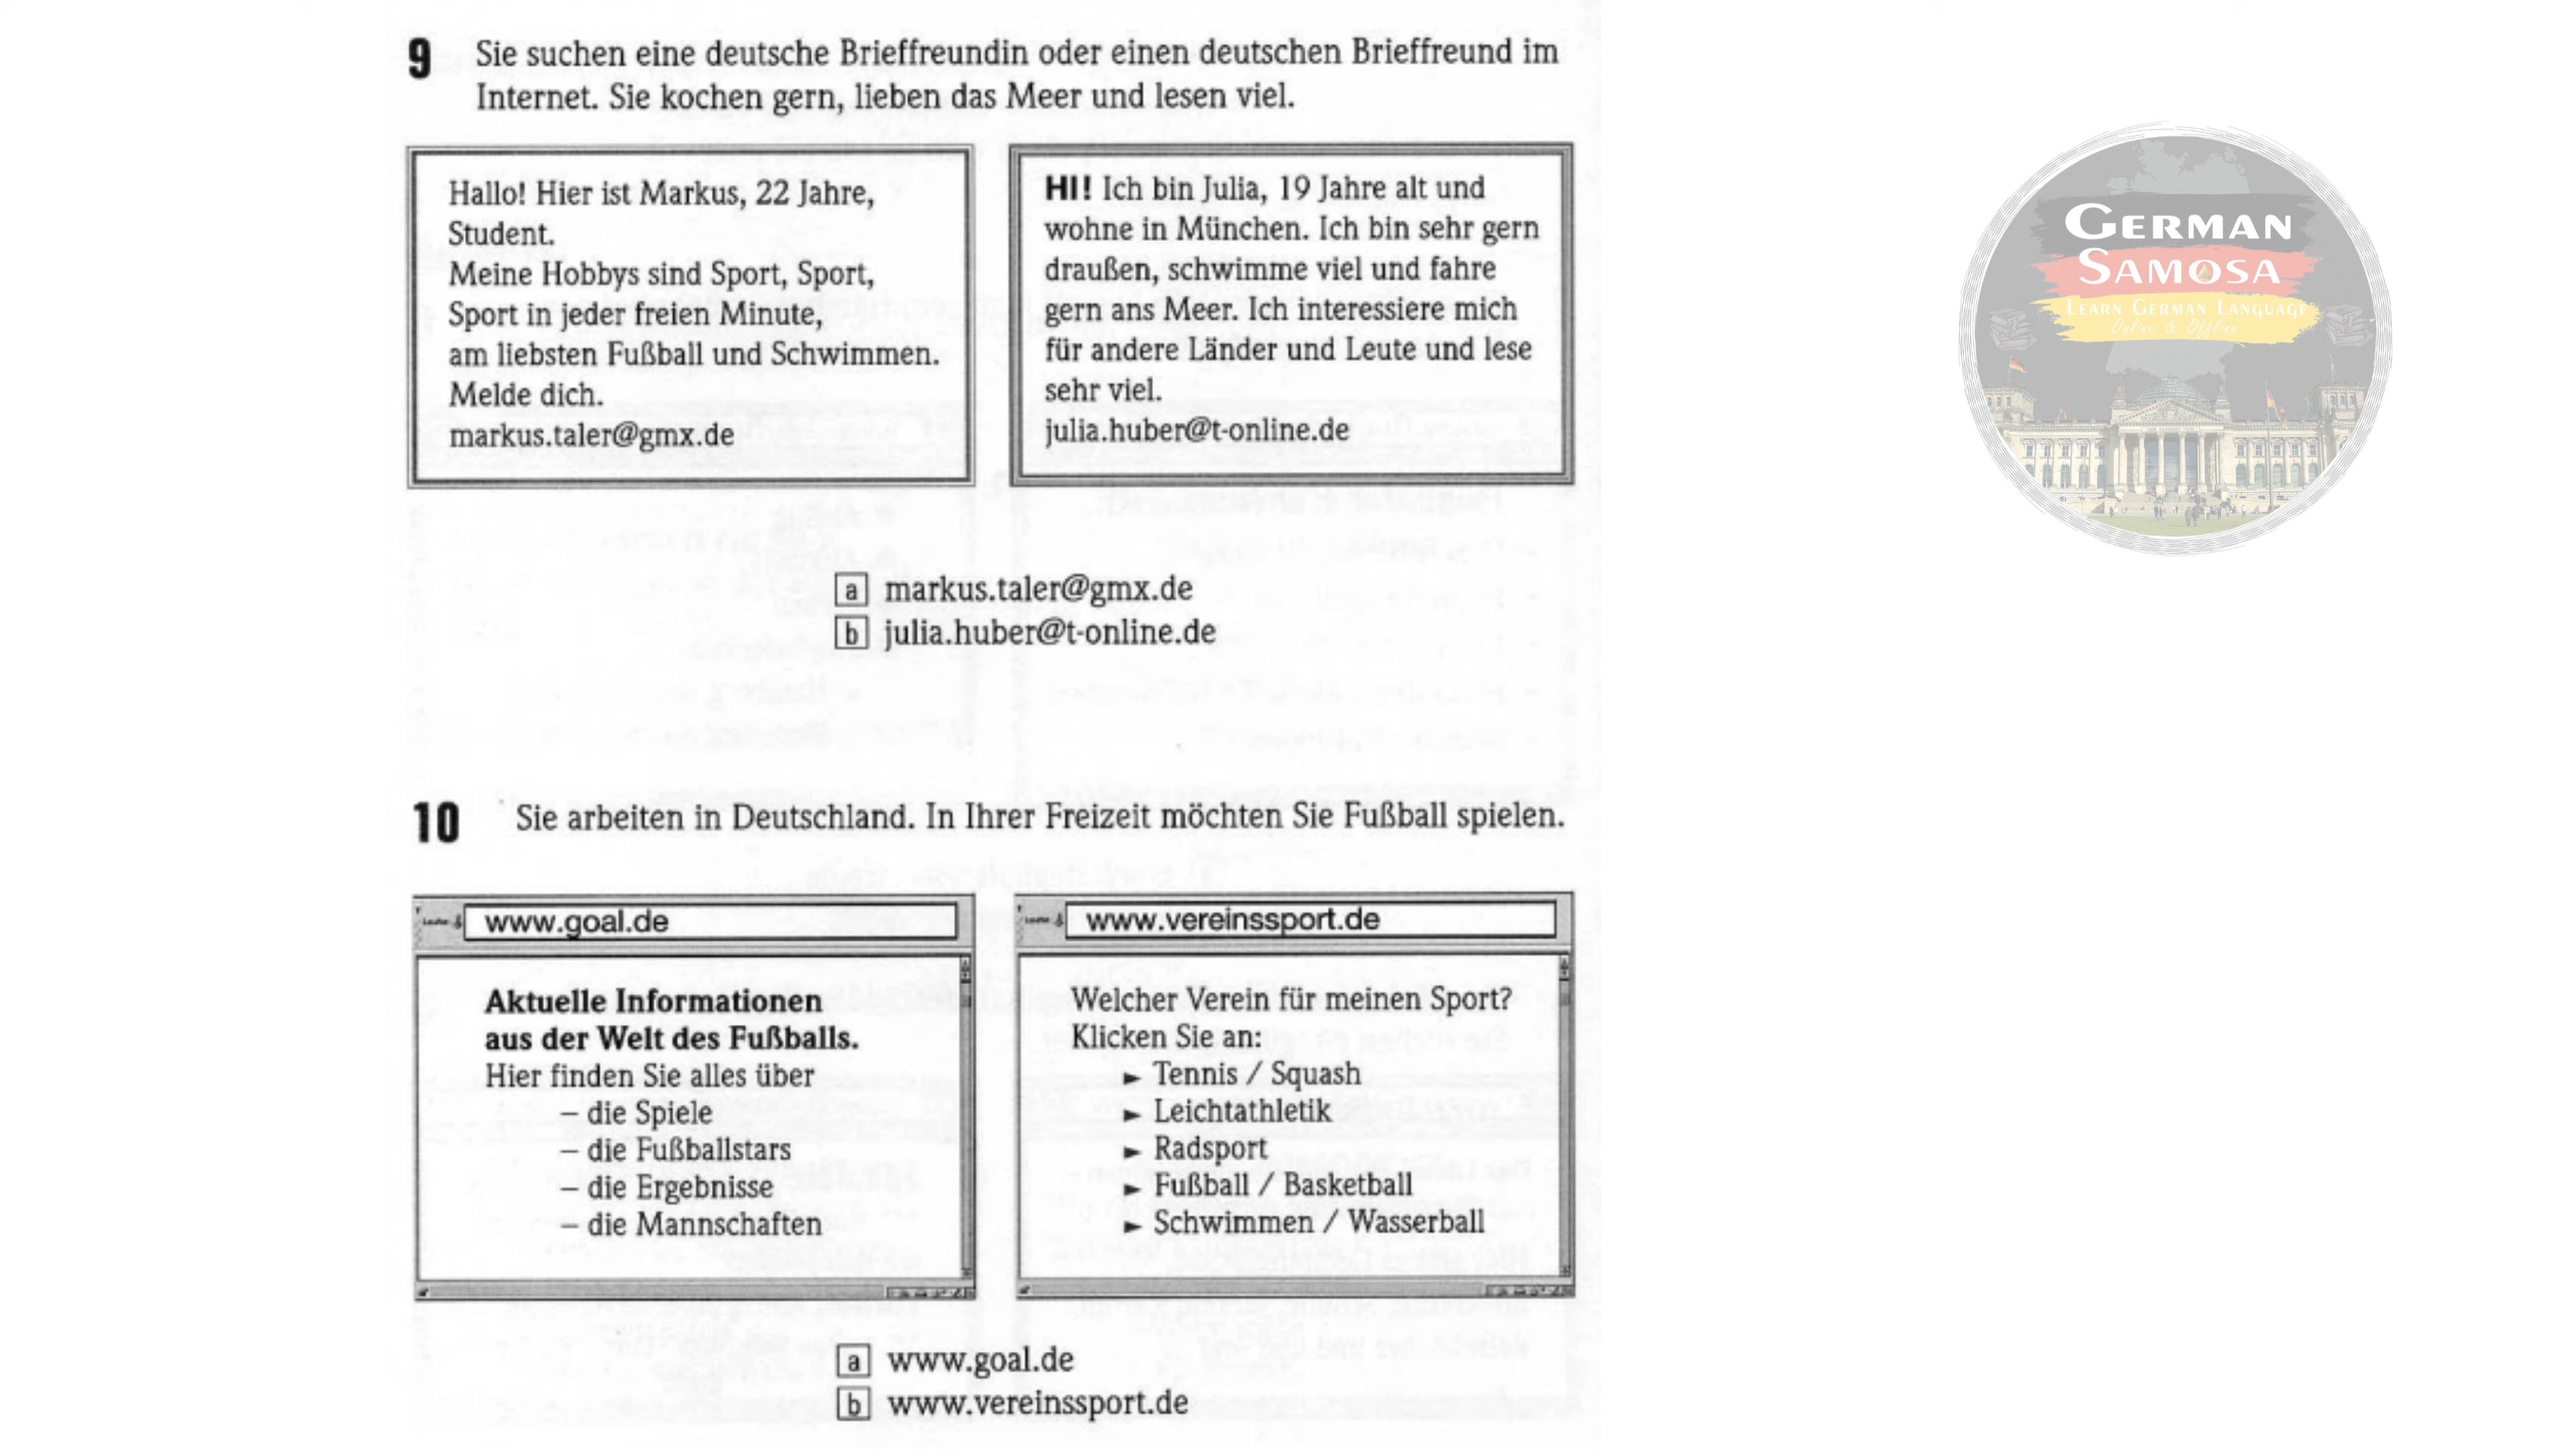 9 Sie suchen eine deutsche Brieffreundin oder einen deutschen Brieffreund im
Internet. Sie kochen gern, lieben das Meer und lesen viel.
Hallo! Hier ist Markus, 22 Jahre,
Student.
Meine Hobbys sind Sport, Sport,
Sport in jeder freien Minute,
am liebsten Fußball und Schwimmen.
Melde dich.
markus.taler@gmx.de
HI! Ich bin Julia, 19 Jahre alt und
wohne in München. Ich bin sehr gern
draußen, schwimme viel und fahre
gern ans Meer. Ich interessiere mich
für andere Länder und Leute und lese
sehr viel.
julia.huber@t-online.de
a markus.taler@gmx.de
b julia.huber@t-online.de
10 Sie arbeiten in Deutschland. In Ihrer Freizeit möchten Sie Fußball spielen.
www.goal.de
Aktuelle Informationen
aus der Welt des Fußballs.
Hier finden Sie alles über
– die Spiele
– die Fußballstars
– die Ergebnisse
– die Mannschaften
www.vereinssport.de
Welcher Verein für meinen Sport?
Klicken Sie an:
► Tennis / Squash
► Leichtathletik
► Radsport
► Fußball / Basketball
► Schwimmen / Wasserball
a www.goal.de
b www.vereinssport.de
GERMAN
SAMOSA
LEARN GERMAN LANGUAGE
Online & Offline